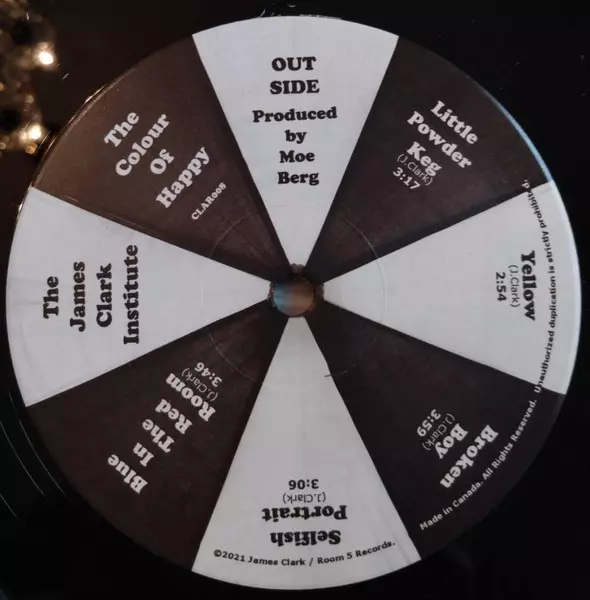 OUT
SIDE
Produced
by
Moe
Berg
Little
Powder
Keg
(J.Clark)
3:17
Yellow
(J.Clark)
2:54
Broken
Boy
(J.Clark)
3:59
Selfish
Portrait
(J.Clark)
3:06
Blue
In
The Red
Room
(J.Clark)
3:46
The
James
Clark
Institute
The
Colour
Of
Happy
CLAR008
©2021 James Clark / Room 5 Records.
Made in Canada. All Rights Reserved. Unauthorized duplication is strictly prohibited.